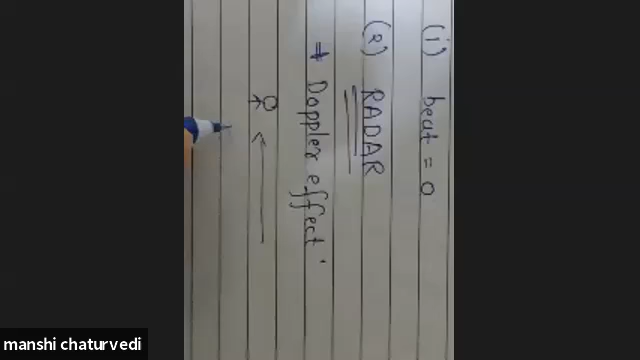 (i) beat = 0
(2) RADAR
→ Doppler effect'
manshi chaturvedi